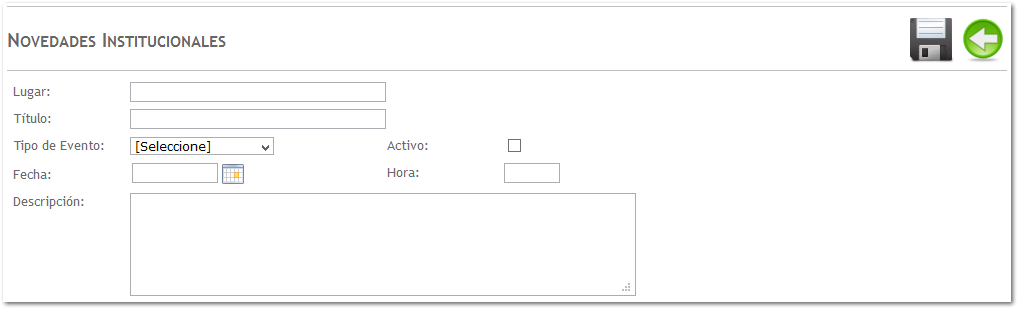 Novedades Institucionales
Lugar:
Título:
Tipo de Evento: [Seleccione] Activo:
Fecha: Hora:
Descripción: